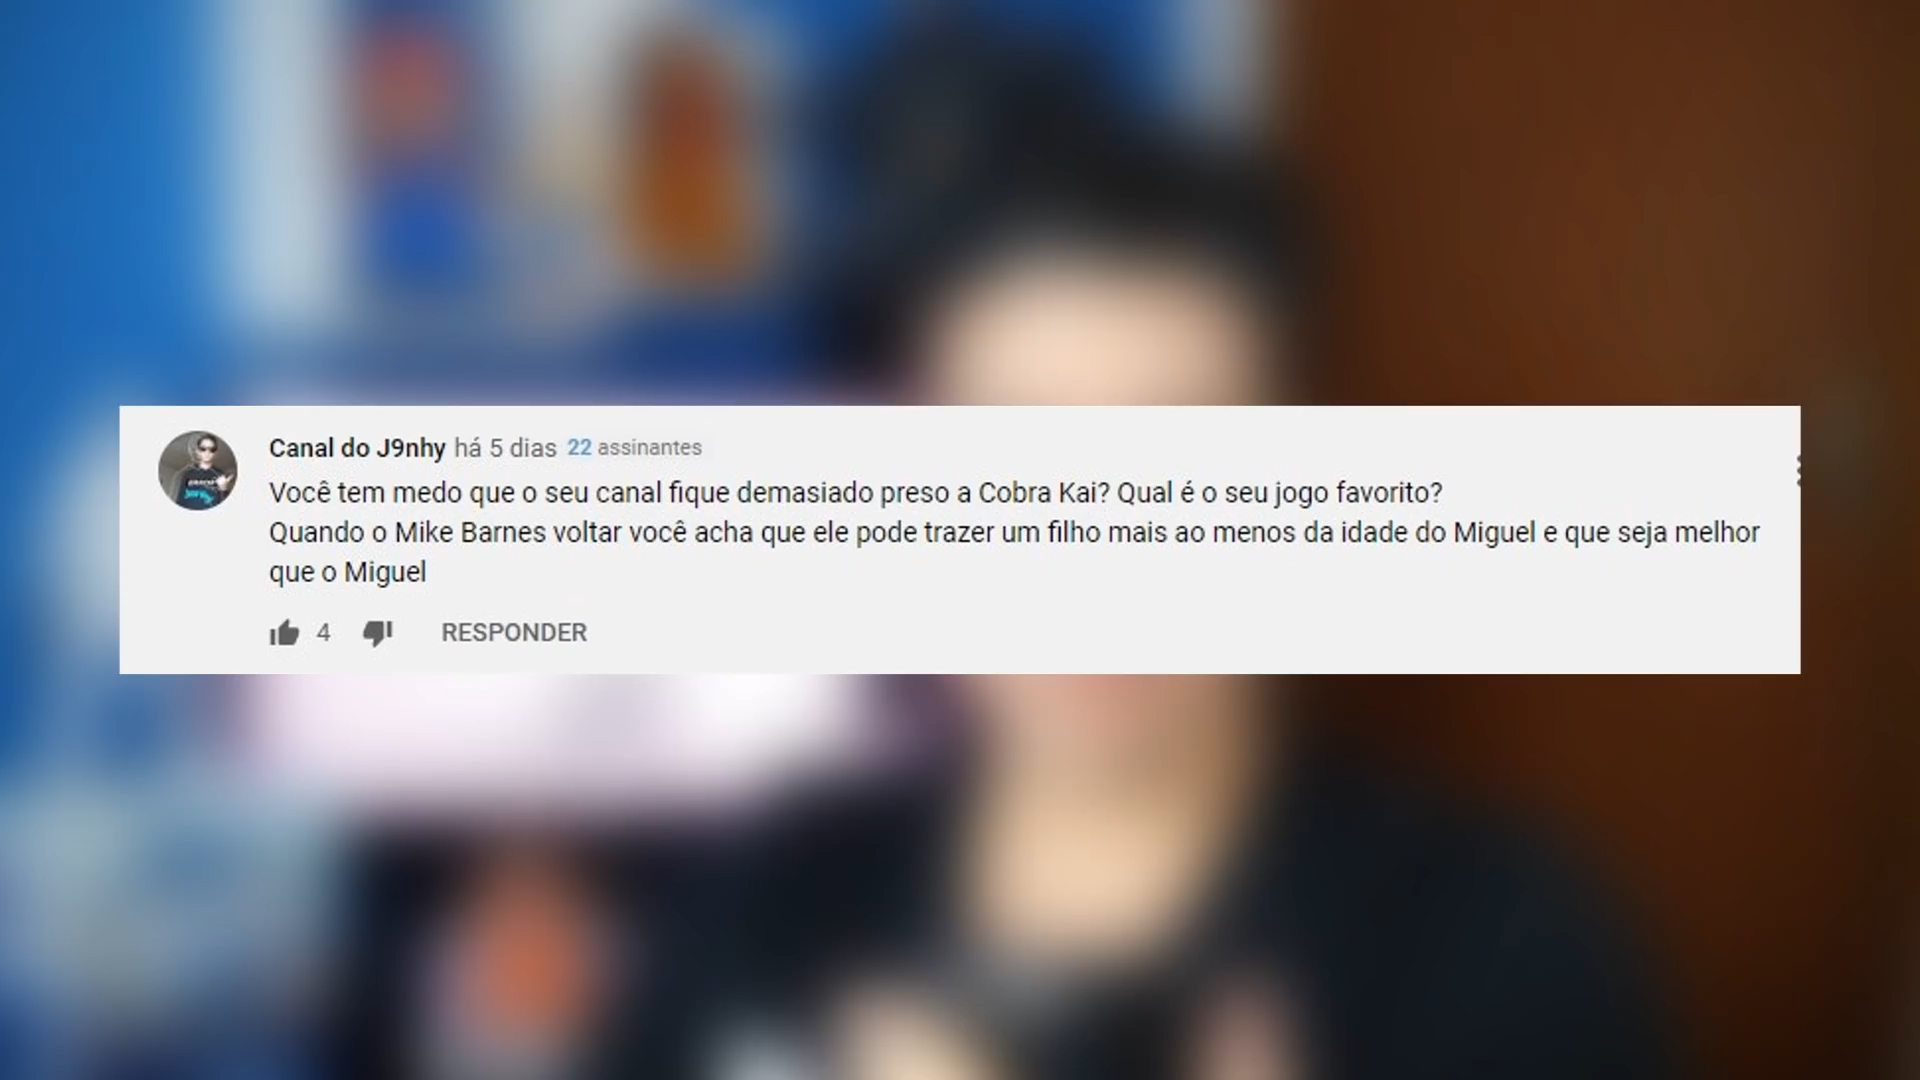 Canal do J9nhy há 5 dias 22 assinantes
Você tem medo que o seu canal fique demasiado preso a Cobra Kai? Qual é o seu jogo favorito?
Quando o Mike Barnes voltar você acha que ele pode trazer um filho mais ao menos da idade do Miguel e que seja melhor
que o Miguel
4 RESPONDER